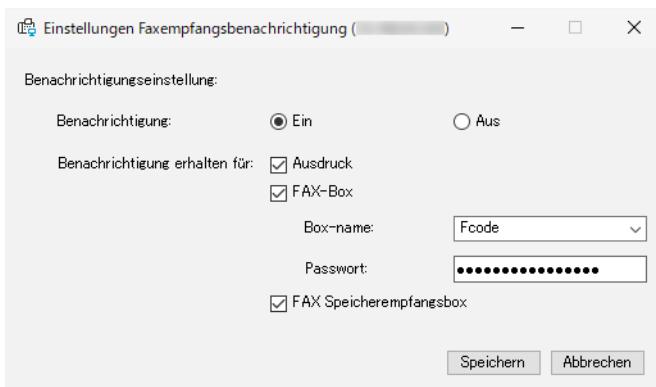 Einstellungen Faxempfangsbenachrichtigung ( )
Benachrichtigungseinstellung:
Benachrichtigung: Ein Aus
Benachrichtigung erhalten für: Ausdruck
FAX-Box
Box-name: Fcode
Passwort: ●●●●●●●●●●●●●●●●
FAX Speicherempfangsbox
Speichern Abbrechen